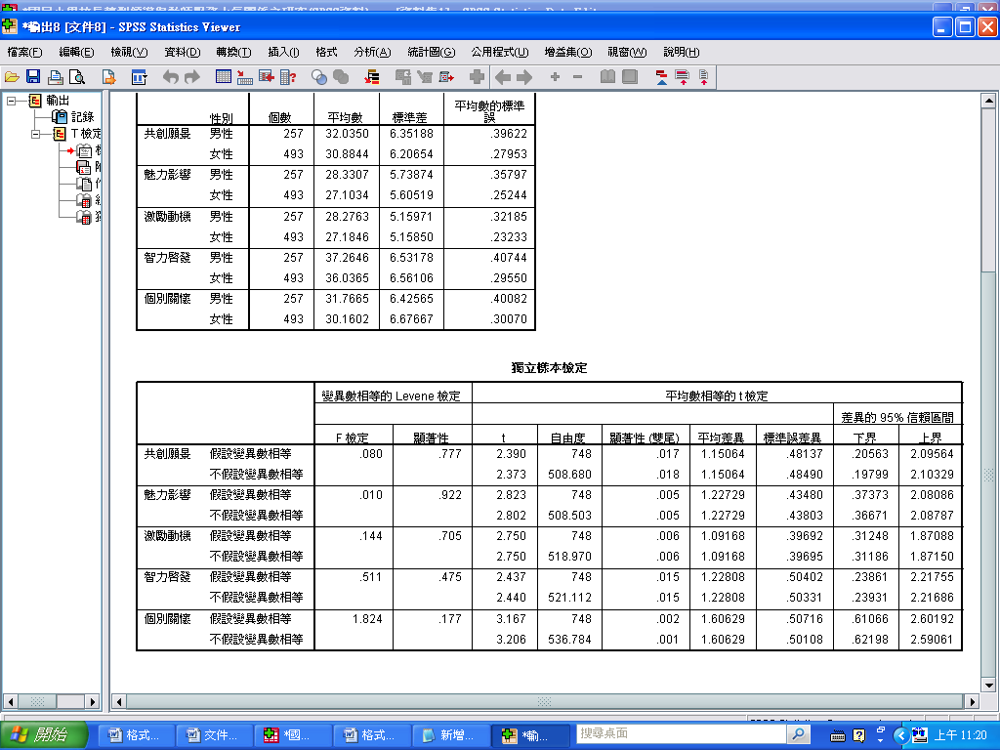 *輸出8 [文件8] - SPSS Statistics Viewer
檔案(F) 編輯(E) 檢視(V) 資料(D) 轉換(T) 插入(I) 格式 分析(A) 統計圖(G) 公用程式(U) 增益集(O) 視窗(W) 說明(H)
輸出
記錄
T 檢定
性別 個數 平均數 標準差 平均數的標準誤
共創願景 男性 257 32.0350 6.35188 .39622
女性 493 30.8844 6.20654 .27953
魅力影響 男性 257 28.3307 5.73874 .35797
女性 493 27.1034 5.60519 .25244
激勵動機 男性 257 28.2763 5.15971 .32185
女性 493 27.1846 5.15850 .23233
智力啓發 男性 257 37.2646 6.53178 .40744
女性 493 36.0365 6.56106 .29550
個別關懷 男性 257 31.7665 6.42565 .40082
女性 493 30.1602 6.67667 .30070
獨立樣本檢定
變異數相等的 Levene 檢定 平均數相等的 t 檢定
差異的 95% 信賴區間
F 檢定 顯著性 t 自由度 顯著性 (雙尾) 平均差異 標準誤差異 下界 上界
共創願景 假設變異數相等 .080 .777 2.390 748 .017 1.15064 .48137 .20563 2.09564
不假設變異數相等 2.373 508.680 .018 1.15064 .48490 .19799 2.10329
魅力影響 假設變異數相等 .010 .922 2.823 748 .005 1.22729 .43480 .37373 2.08086
不假設變異數相等 2.802 508.503 .005 1.22729 .43803 .36671 2.08787
激勵動機 假設變異數相等 .144 .705 2.750 748 .006 1.09168 .39692 .31248 1.87088
不假設變異數相等 2.750 518.970 .006 1.09168 .39695 .31186 1.87150
智力啓發 假設變異數相等 .511 .475 2.437 748 .015 1.22808 .50402 .23861 2.21755
不假設變異數相等 2.440 521.112 .015 1.22808 .50331 .23931 2.21686
個別關懷 假設變異數相等 1.824 .177 3.167 748 .002 1.60629 .50716 .61066 2.60192
不假設變異數相等 3.206 536.784 .001 1.60629 .50108 .62198 2.59061
開始 格式... 文件... *國... 格式... 新增... *輸... 搜尋桌面 上午 11:20